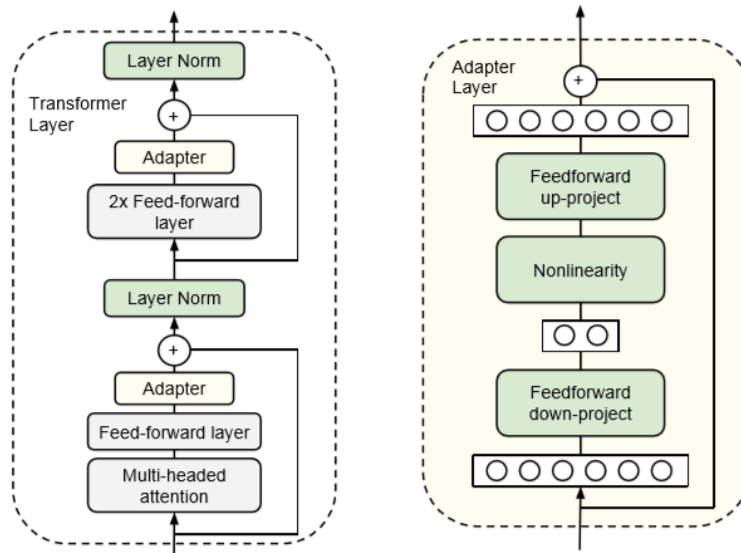 Layer Norm
Transformer
Layer
+
Adapter
2x Feed-forward
layer
Layer Norm
+
Adapter
Feed-forward layer
Multi-headed
attention
Adapter
Layer
+
Feedforward
up-project
Nonlinearity
Feedforward
down-project